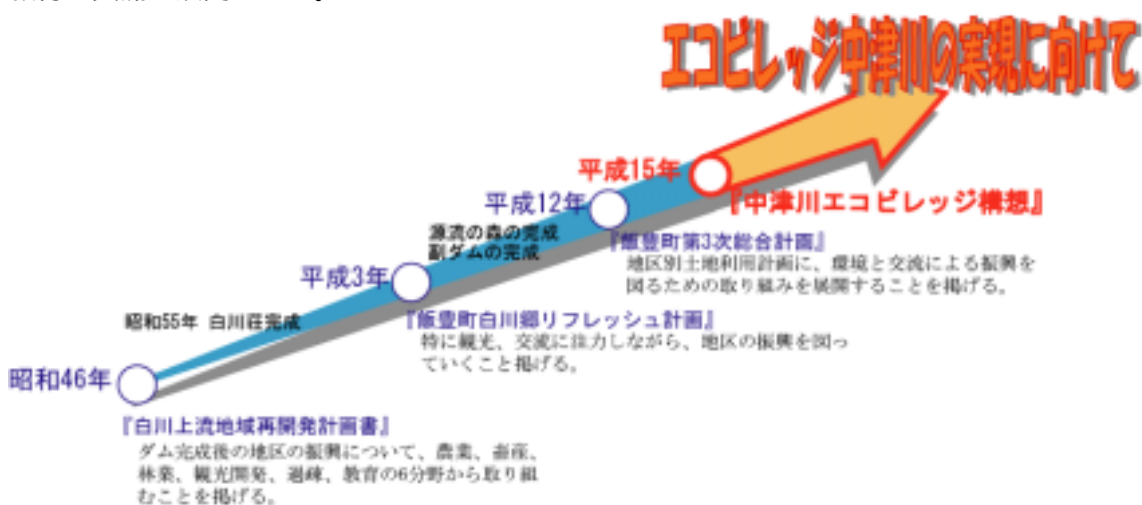 エコビレッジ中津川の実現に向けて
平成15年
『中津川エコビレッジ構想』
平成12年
源流の森の完成
副ダムの完成
『飯豊町第3次総合計画』
地区別土地利用計画に、環境と交流による振興を
図るための取り組みを展開することを掲げる。
平成3年
昭和55年 白川荘完成
『飯豊町白川郷リフレッシュ計画』
特に観光、交流に注力しながら、地区の振興を図っ
ていくこと掲げる。
昭和46年
『白川上流地域再開発計画書』
ダム完成後の地区の振興について、農業、畜産、
林業、観光開発、過疎、教育の6分野から取り組
むことを掲げる。